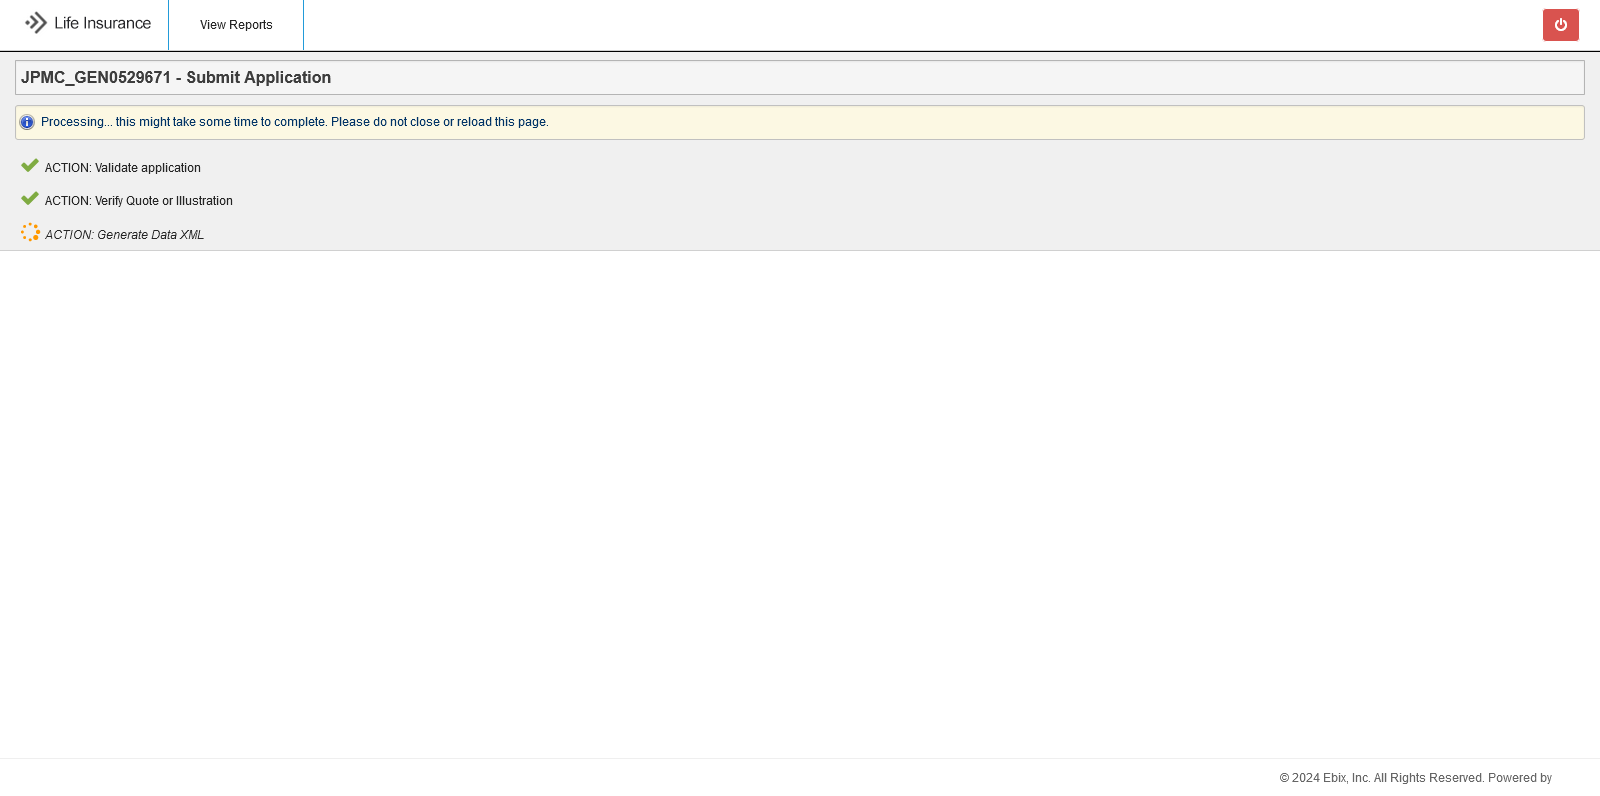 Life Insurance
View Reports
JPMC_GEN0529671 - Submit Application
Processing... this might take some time to complete. Please do not close or reload this page.
ACTION: Validate application
ACTION: Verify Quote or Illustration
ACTION: Generate Data XML
© 2024 Ebix, Inc. All Rights Reserved. Powered by